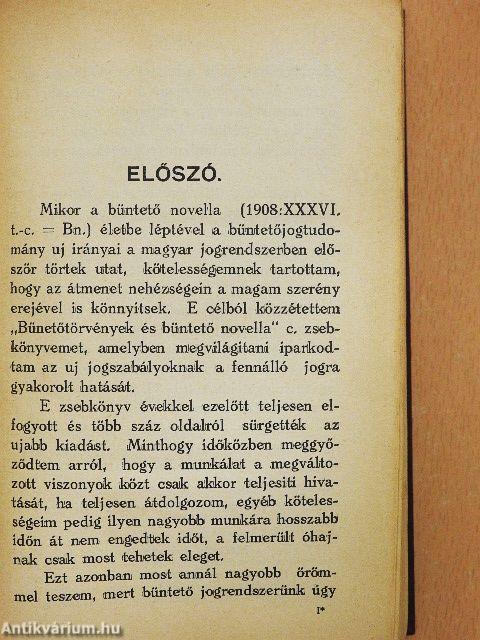 ELŐSZÓ.
Mikor a büntető novella (1908:XXXVI.
t.-c. = Bn.) életbe léptével a büntetőjogtudo-
mány uj irányai a magyar jogrendszerben elő-
ször törtek utat, kötelességemnek tartottam,
hogy az átmenet nehézségein a magam szerény
erejével is könnyitsek. E célból közzétettem
„Bűnetőtörvények és büntető novella" c. zseb-
könyvemet, amelyben megvilágitani iparkod-
tam az uj jogszabályoknak a fennálló jogra
gyakorolt hatását.
E zsebkönyv évekkel ezelőtt teljesen el-
fogyott és több száz oldalról sürgették az
ujabb kiadást. Minthogy időközben meggyő-
ződtem arról, hogy a munkálat a megválto-
zott viszonyok közt csak akkor teljesiti hiva-
tását, ha teljesen átdolgozom, egyéb köteles-
ségeim pedig ilyen nagyobb munkára hosszabb
időn át nem engedtek időt, a felmerült óhaj-
nak csak most tehetek eleget.
Ezt azonban most annál nagyobb öröm-
mel teszem, mert büntető jogrendszerünk úgy
1*
Antikvárium.hu